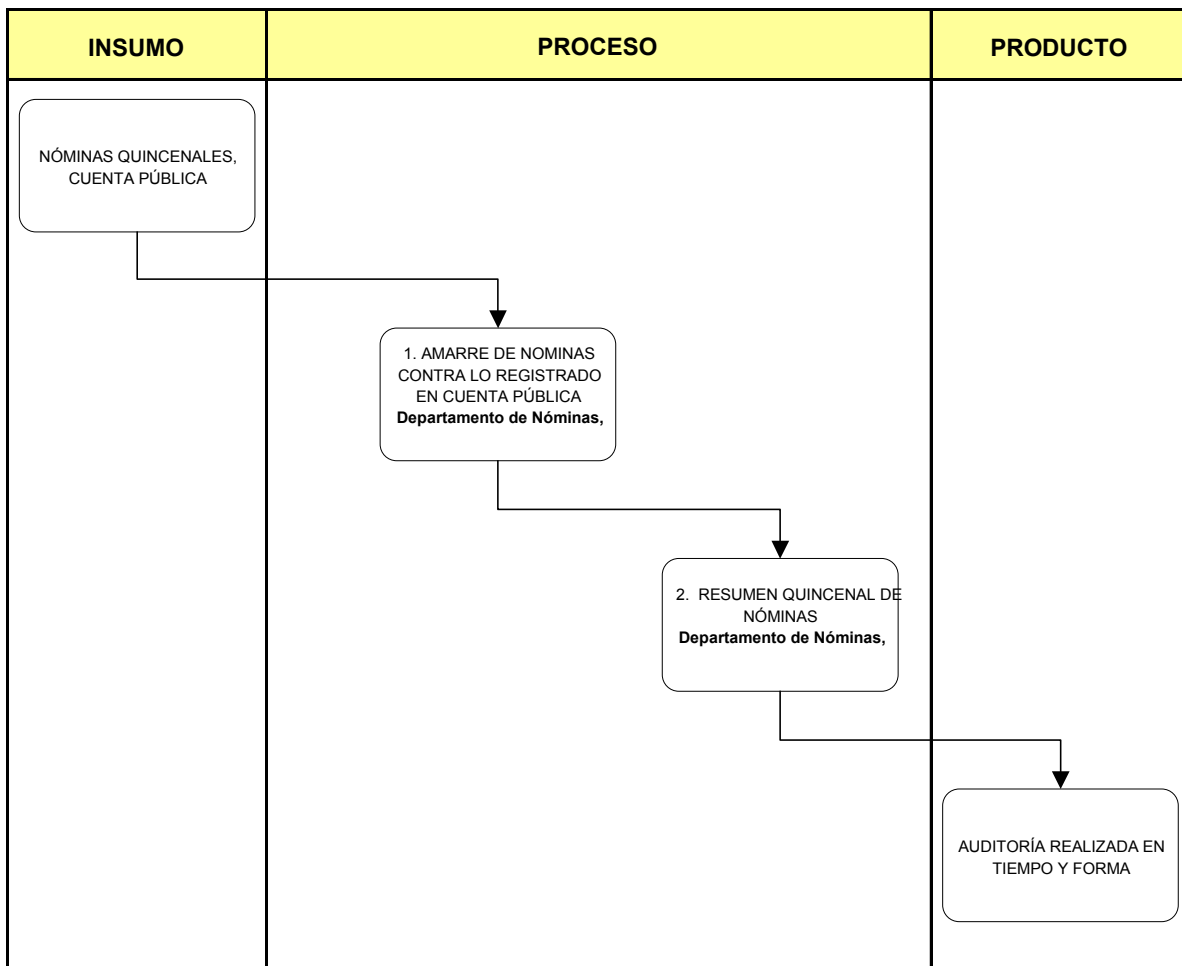 INSUMO
PROCESO
PRODUCTO
NÓMINAS QUINCENALES,
CUENTA PÚBLICA
1. AMARRE DE NOMINAS
CONTRA LO REGISTRADO
EN CUENTA PÚBLICA
Departamento de Nóminas,
2. RESUMEN QUINCENAL DE
NÓMINAS
Departamento de Nóminas,
AUDITORÍA REALIZADA EN
TIEMPO Y FORMA